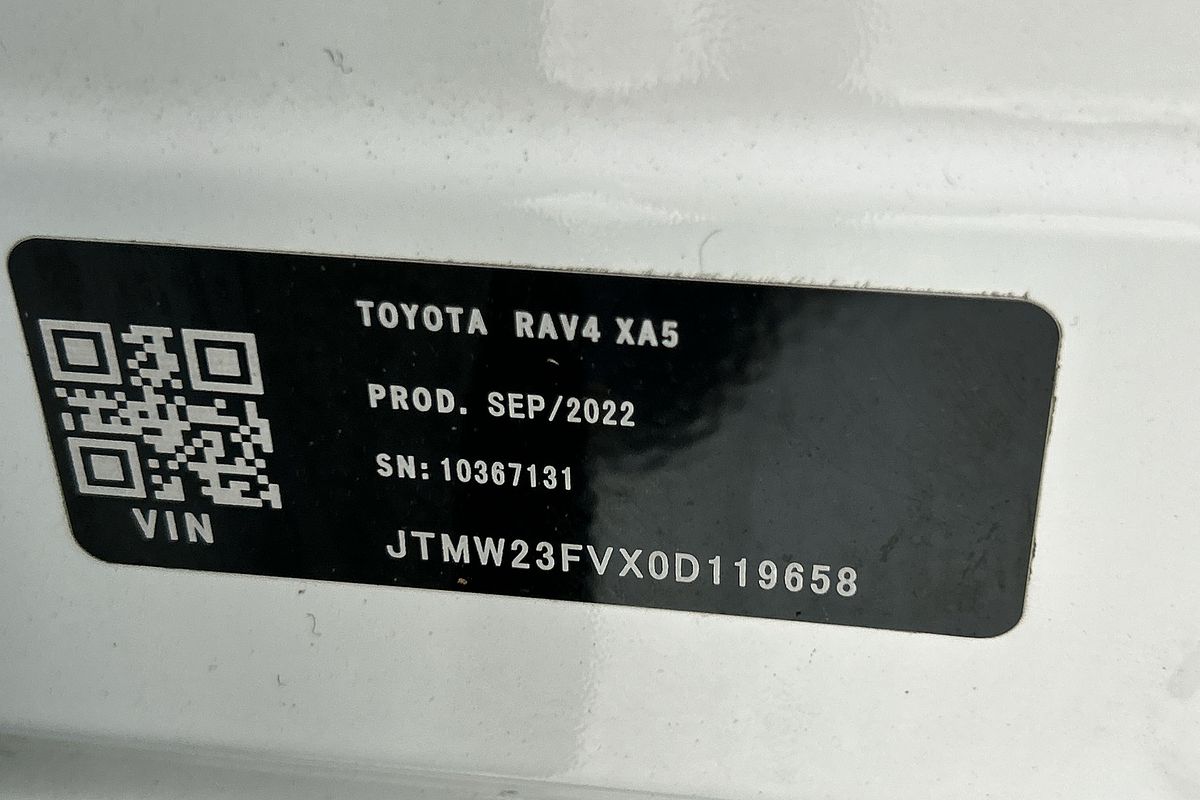 TOYOTA RAV4 XA5
PROD. SEP/2022
SN: 10367131
VIN
JTMW23FVX0D119658